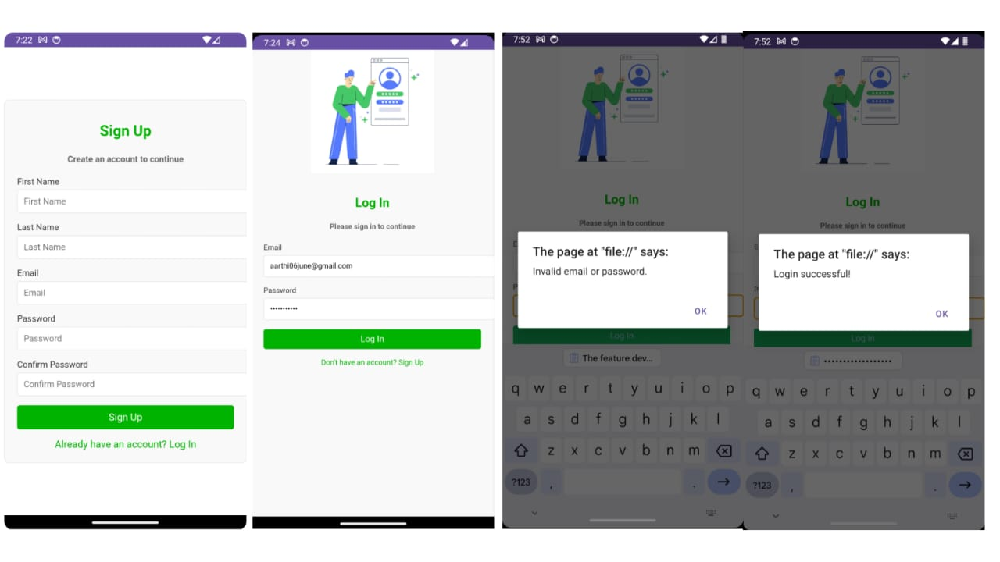 7:22
Sign Up
Create an account to continue
First Name
First Name
Last Name
Last Name
Email
Email
Password
Password
Confirm Password
Confirm Password
Sign Up
Already have an account? Log In
7:24
Log In
Please sign in to continue
Email
aarthi06june@gmail.com
Password
•••••••••••
Log In
Don't have an account? Sign Up
7:52
Log In
Please sign in to continue
The page at "file://" says:
Invalid email or password.
OK
Log In
The feature dev...
q w e r t y u i o p
a s d f g h j k l
z x c v b n m
?123 , .
7:52
Log In
Please sign in to continue
The page at "file://" says:
Login successful!
OK
Log In
••••••••••••••••••
q w e r t y u i o p
a s d f g h j k l
z x c v b n m
?123 , .